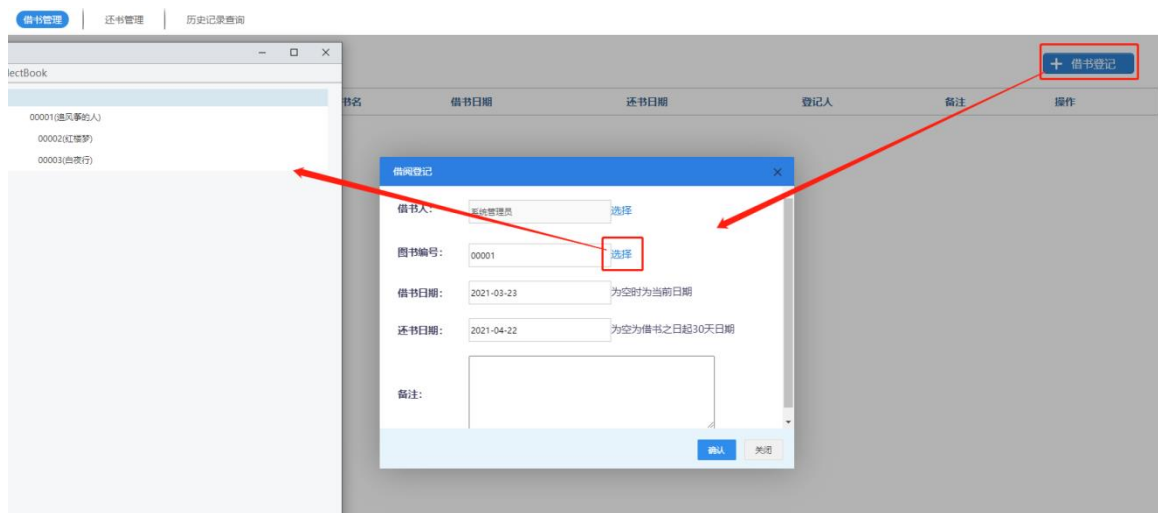 借书管理 还书管理 历史记录查询
lectBook
+ 借书登记
书名 借书日期 还书日期 登记人 备注 操作
00001(追风筝的人)
00002(红楼梦)
00003(白夜行)
借阅登记
借书人: 系统管理员 选择
图书编号: 00001 选择
借书日期: 2021-03-23 为空时为当前日期
还书日期: 2021-04-22 为空为借书之日起30天日期
备注:
确认 关闭